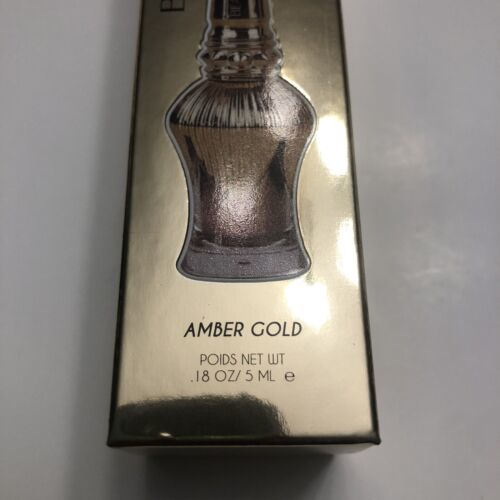 AMBER GOLD
POIDS NET WT
.18 OZ/ 5 ML ℮